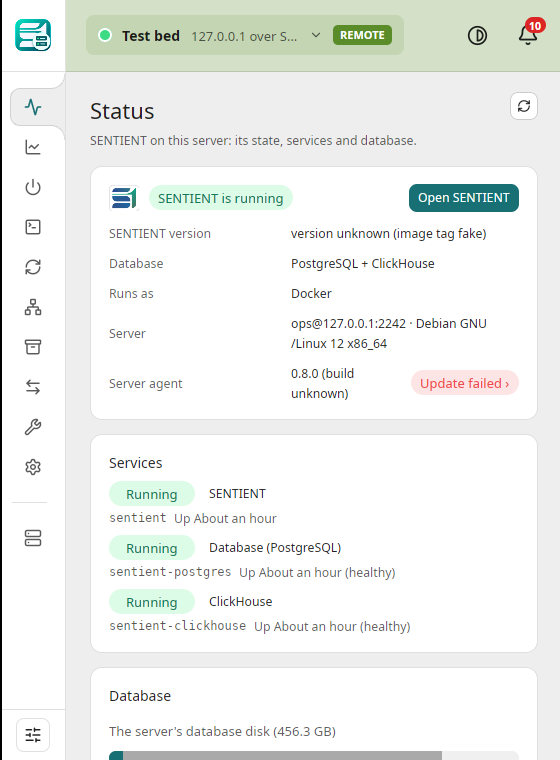 Test bed 127.0.0.1 over S... REMOTE 10
Status
SENTIENT on this server: its state, services and database.
SENTIENT is running Open SENTIENT
SENTIENT version version unknown (image tag fake)
Database PostgreSQL + ClickHouse
Runs as Docker
Server ops@127.0.0.1:2242 · Debian GNU
/Linux 12 x86_64
Server agent 0.8.0 (build
unknown) Update failed ›
Services
Running SENTIENT
sentient Up About an hour
Running Database (PostgreSQL)
sentient-postgres Up About an hour (healthy)
Running ClickHouse
sentient-clickhouse Up About an hour (healthy)
Database
The server's database disk (456.3 GB)